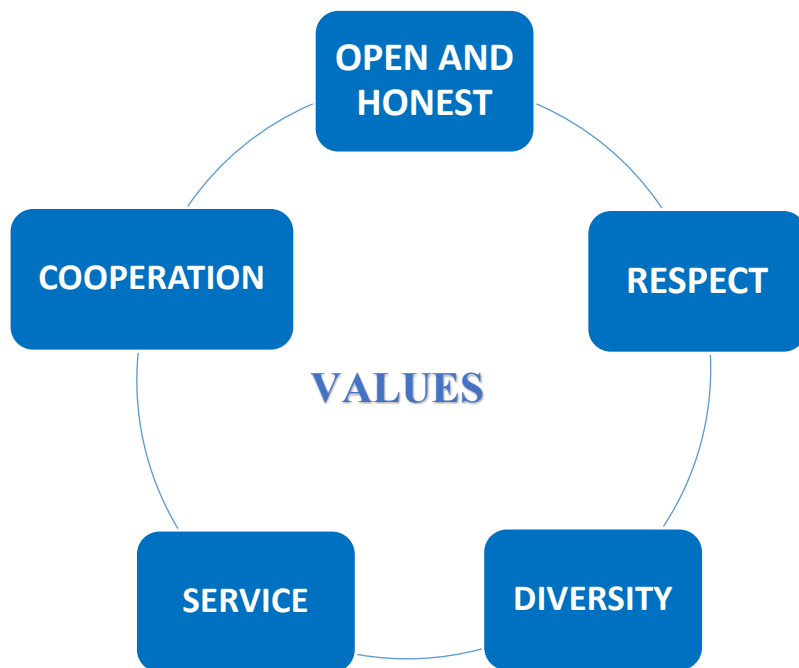 OPEN AND
HONEST
COOPERATION
RESPECT
VALUES
SERVICE
DIVERSITY